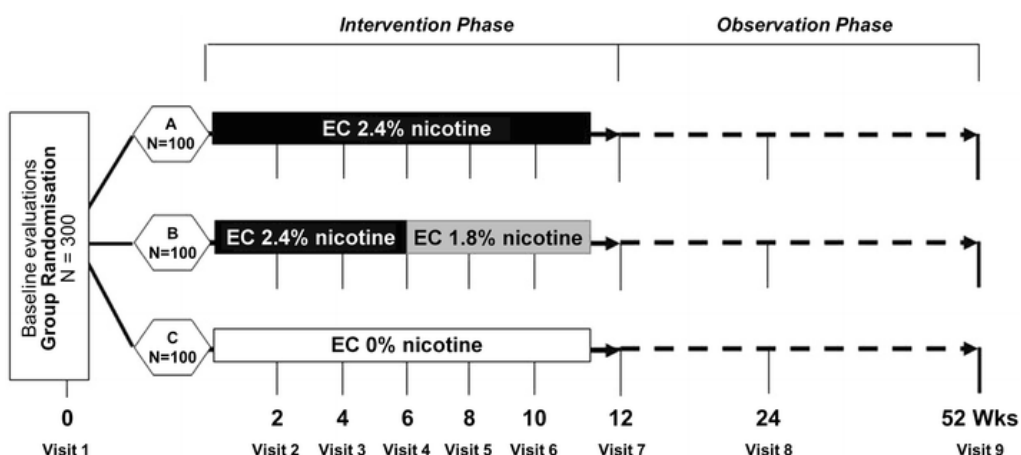 Intervention Phase
Observation Phase
Baseline evaluations
Group Randomisation
N = 300
A
N=100
EC 2.4% nicotine
B
N=100
EC 2.4% nicotine
EC 1.8% nicotine
C
N=100
EC 0% nicotine
0
2
4
6
8
10
12
24
52 Wks
Visit 1
Visit 2
Visit 3
Visit 4
Visit 5
Visit 6
Visit 7
Visit 8
Visit 9